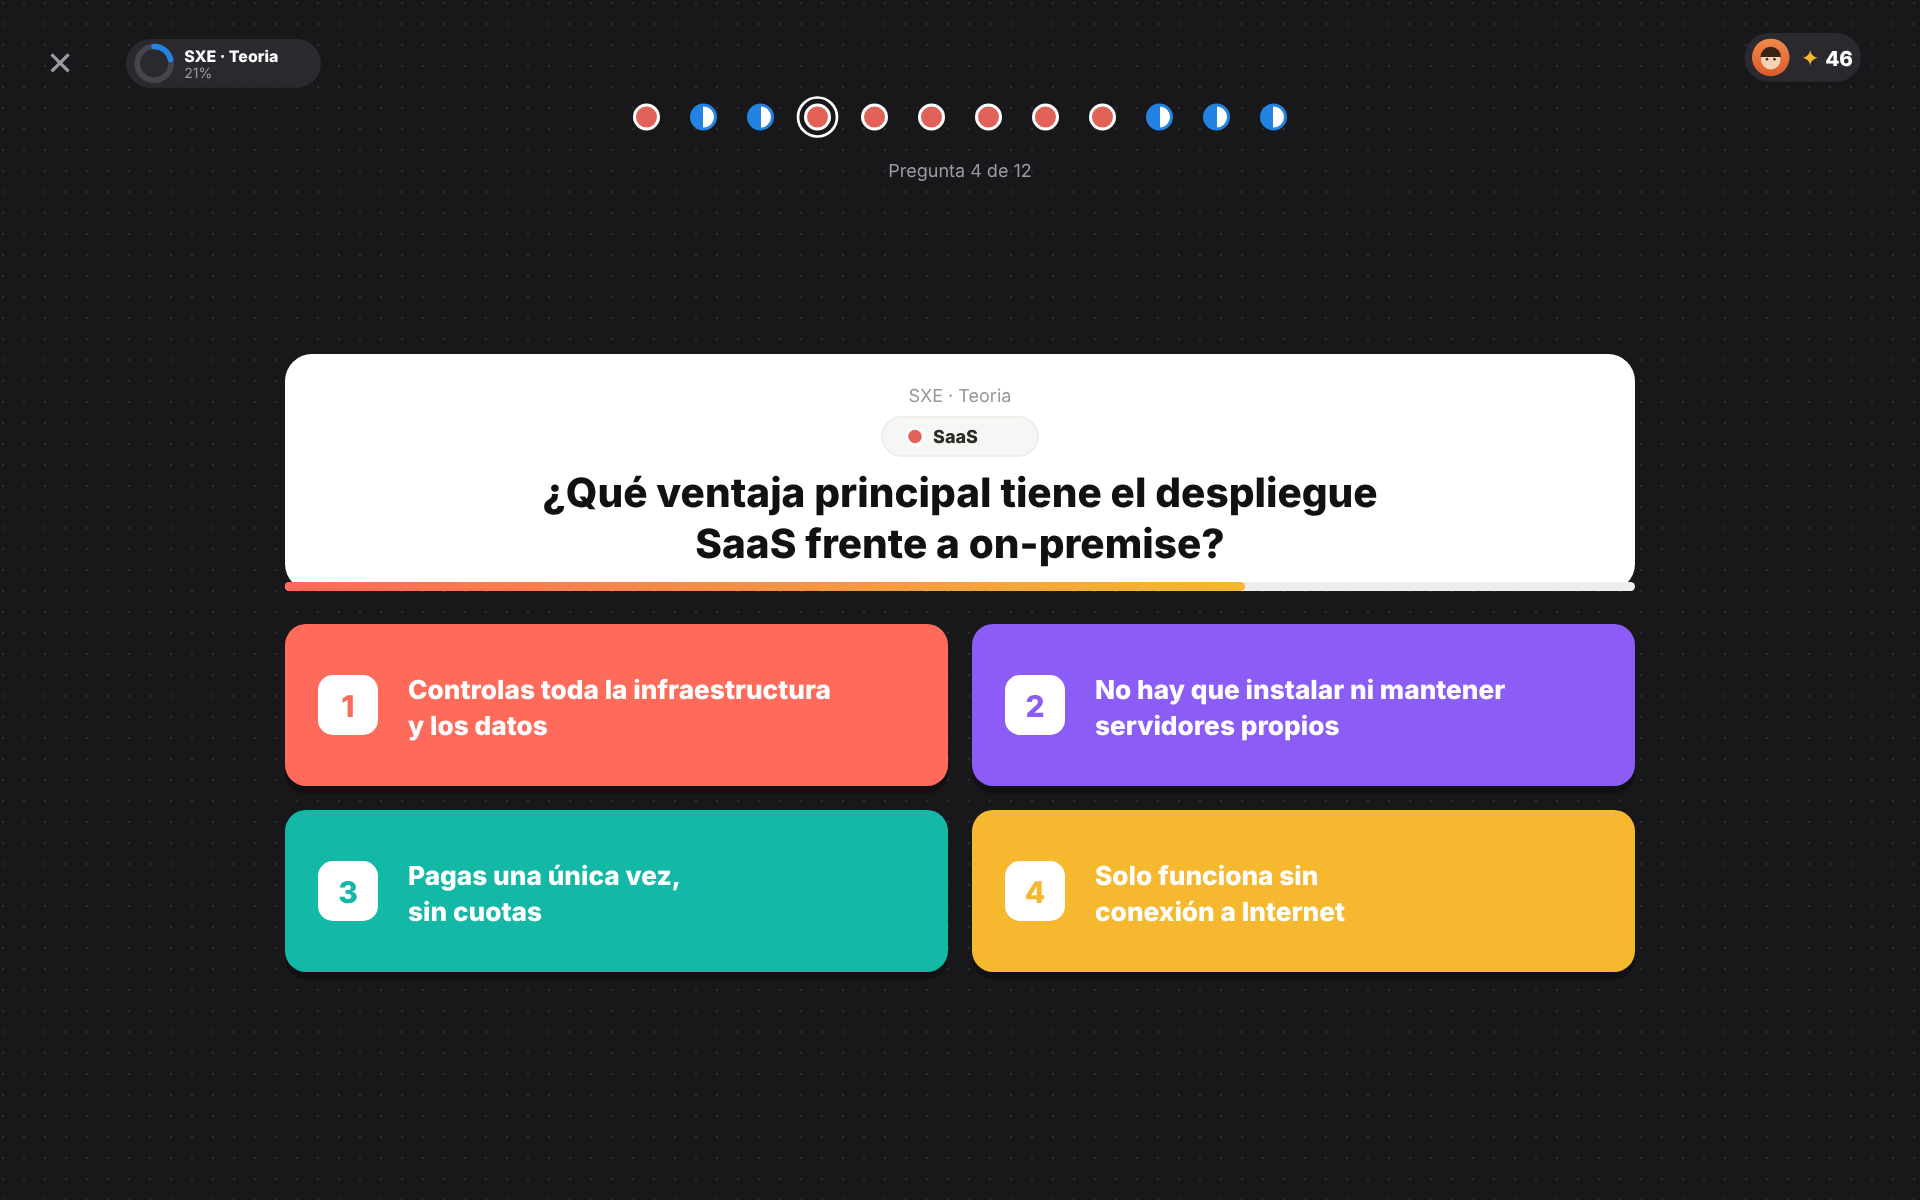 SXE · Teoria
21%
46
Pregunta 4 de 12
SXE · Teoria
SaaS
¿Qué ventaja principal tiene el despliegue
SaaS frente a on-premise?
1
Controlas toda la infraestructura
y los datos
2
No hay que instalar ni mantener
servidores propios
3
Pagas una única vez,
sin cuotas
4
Solo funciona sin
conexión a Internet